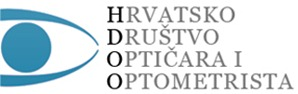 HRVATSKO
DRUŠTVO
OPTIČARA I
OPTOMETRISTA